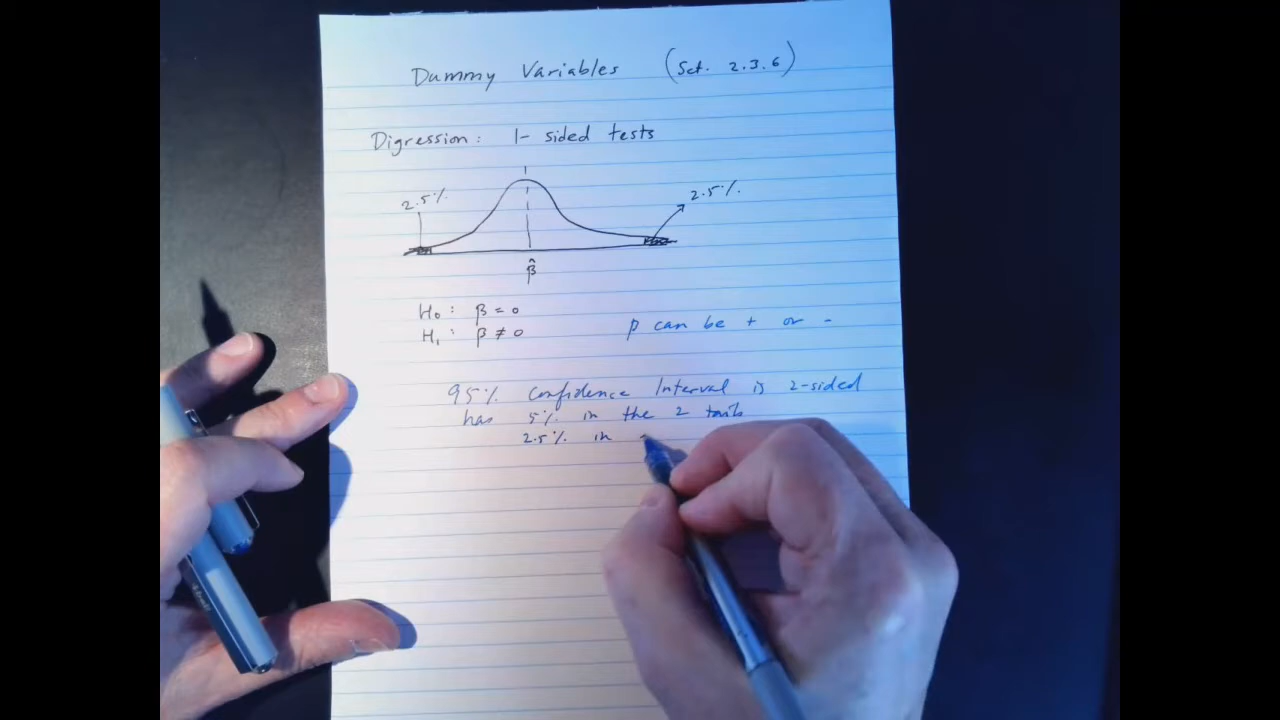 Dummy Variables (Sct. 2.3.6)
Digression: 1- sided tests
2.5% 2.5%
β̂
H₀: β = 0
H₁: β ≠ 0
β can be + or -
95% Confidence Interval is 2-sided
has 5% in the 2 tails
2.5% in